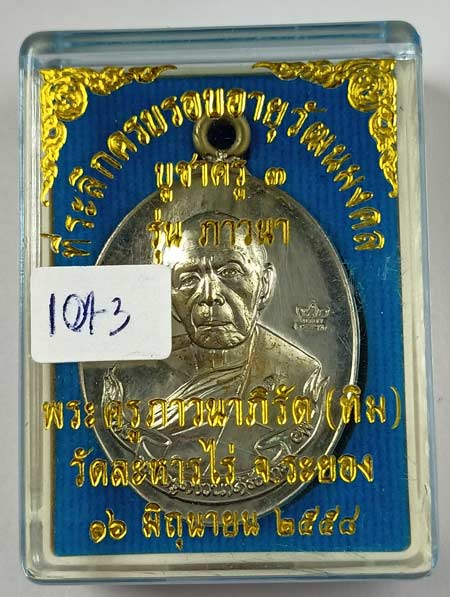 ที่ระลึกครบรอบอายุวัฒนมงคล
บูชาครู ๓
รุ่น ภาวนา
10A3
พระครูภาวนาภิรัต (ทิม)
วัดละหารไร่ จ.ระยอง
๑๖ มิถุนายน ๒๕๕๘